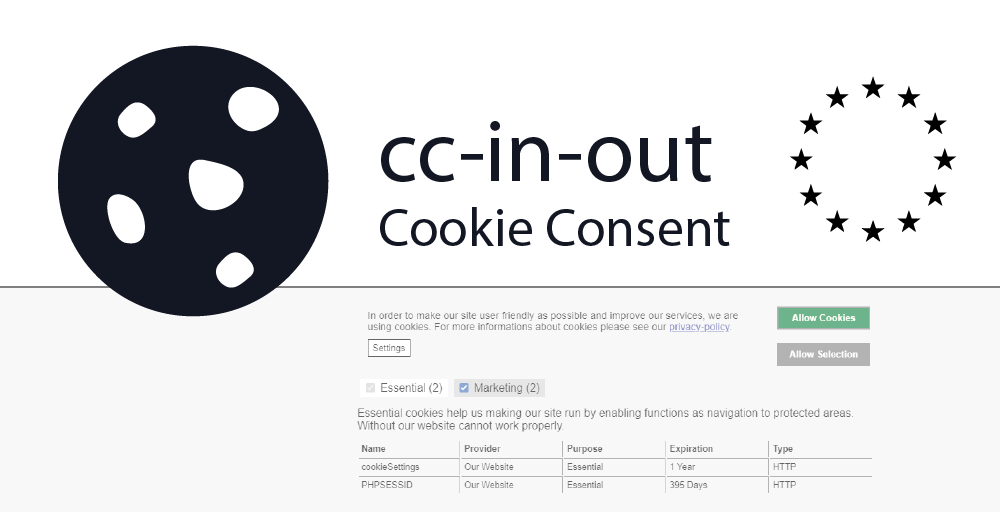 cc-in-out
Cookie Consent
In order to make our site user friendly as possible and improve our services, we are
using cookies. For more informations about cookies please see our privacy-policy.
Settings
Allow Cookies
Allow Selection
Essential (2) Marketing (2)
Essential cookies help us making our site run by enabling functions as navigation to protected areas.
Without our website cannot work properly.
Name Provider Purpose Expiration Type
cookieSettings Our Website Essential 1 Year HTTP
PHPSESSID Our Website Essential 395 Days HTTP